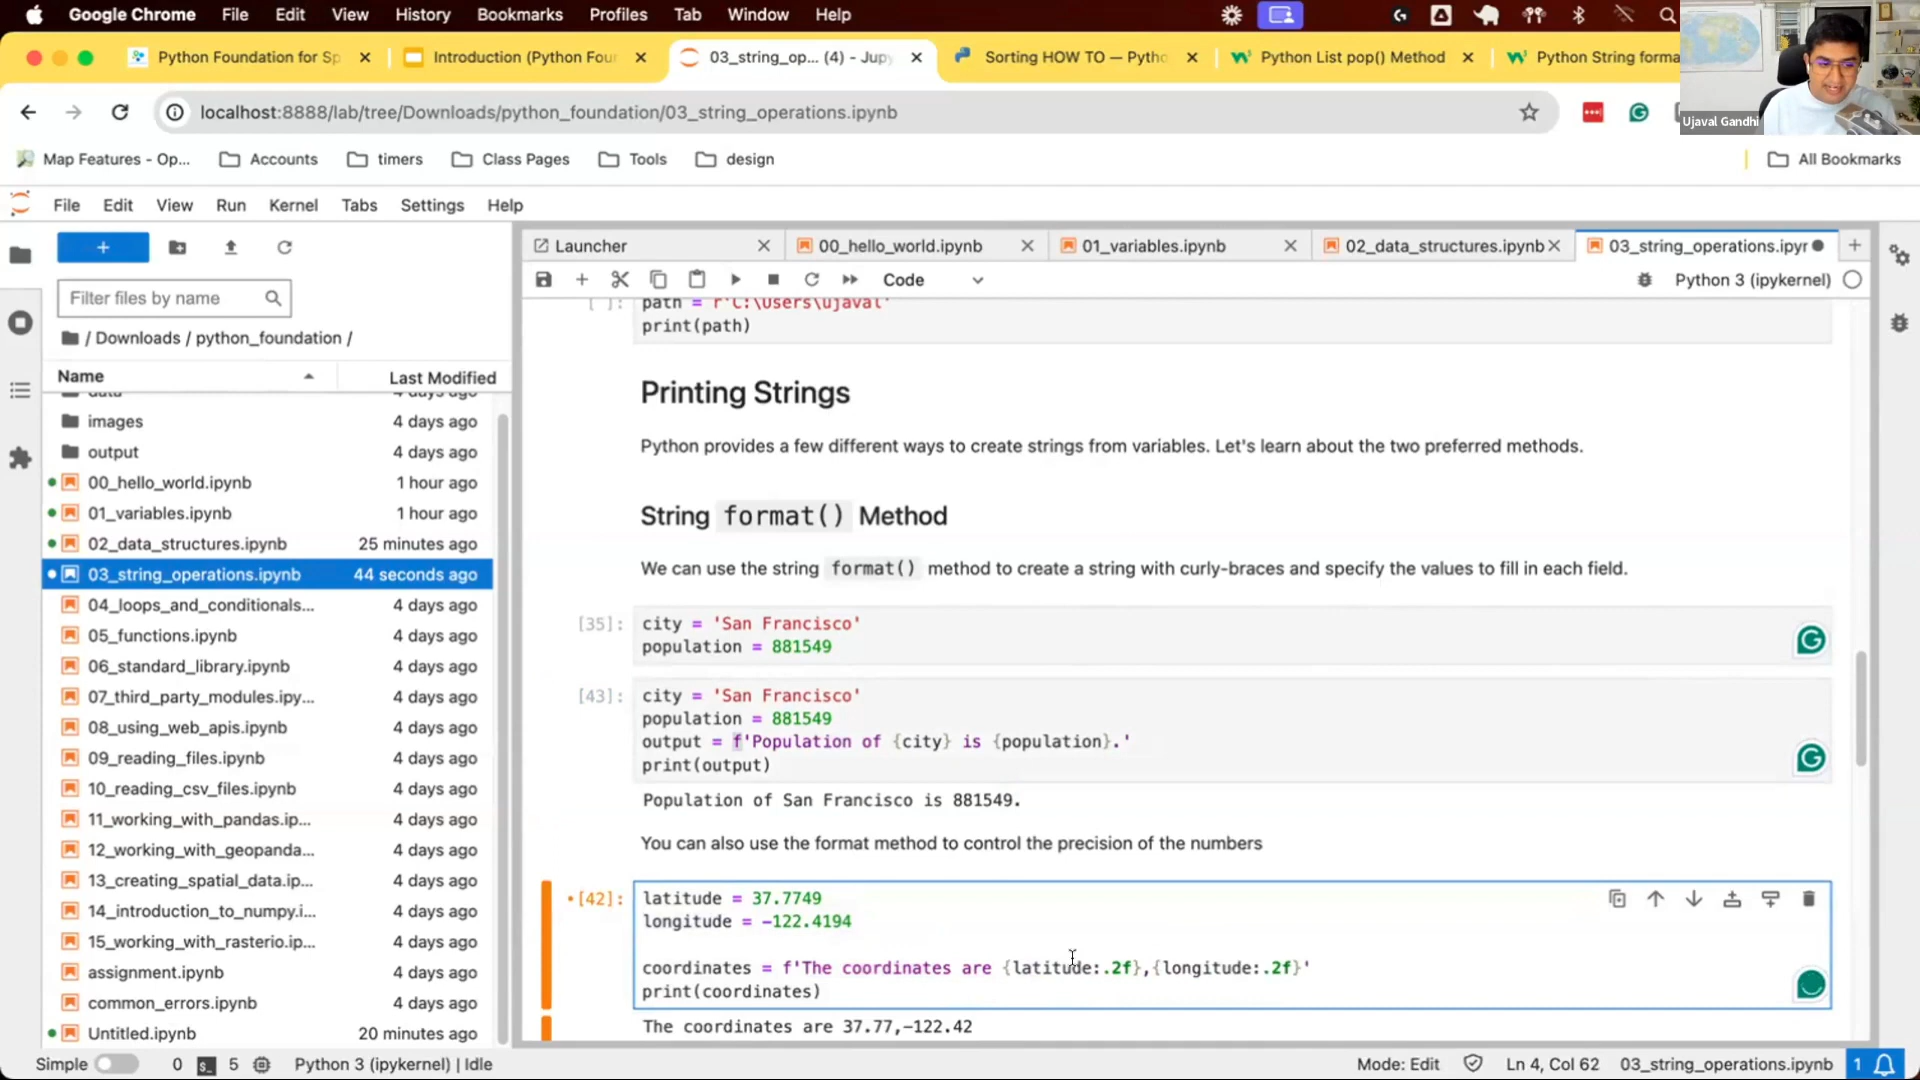 Google Chrome File Edit View History Bookmarks Profiles Tab Window Help
Python Foundation for Sp
Introduction (Python Four
03_string_op... (4) - Jupy
Sorting HOW TO — Pytho
Python List pop() Method
Python String forma
localhost:8888/lab/tree/Downloads/python_foundation/03_string_operations.ipynb
Ujaval Gandhi
Map Features - Op... Accounts timers Class Pages Tools design All Bookmarks
File Edit View Run Kernel Tabs Settings Help
Filter files by name
/ Downloads / python_foundation /
Name Last Modified
data 4 days ago
images 4 days ago
output 4 days ago
00_hello_world.ipynb 1 hour ago
01_variables.ipynb 1 hour ago
02_data_structures.ipynb 25 minutes ago
03_string_operations.ipynb 44 seconds ago
04_loops_and_conditionals... 4 days ago
05_functions.ipynb 4 days ago
06_standard_library.ipynb 4 days ago
07_third_party_modules.ipy... 4 days ago
08_using_web_apis.ipynb 4 days ago
09_reading_files.ipynb 4 days ago
10_reading_csv_files.ipynb 4 days ago
11_working_with_pandas.ip... 4 days ago
12_working_with_geopanda... 4 days ago
13_creating_spatial_data.ip... 4 days ago
14_introduction_to_numpy.i... 4 days ago
15_working_with_rasterio.ip... 4 days ago
assignment.ipynb 4 days ago
common_errors.ipynb 4 days ago
Untitled.ipynb 20 minutes ago
Launcher
00_hello_world.ipynb
01_variables.ipynb
02_data_structures.ipynb
03_string_operations.ipyr
Code
Python 3 (ipykernel)
[ ]: path = r'C:\Users\ujaval'
print(path)
Printing Strings
Python provides a few different ways to create strings from variables. Let's learn about the two preferred methods.
String format() Method
We can use the string format() method to create a string with curly-braces and specify the values to fill in each field.
[35]: city = 'San Francisco'
population = 881549
[43]: city = 'San Francisco'
population = 881549
output = f'Population of {city} is {population}.'
print(output)
Population of San Francisco is 881549.
You can also use the format method to control the precision of the numbers
•[42]: latitude = 37.7749
longitude = -122.4194
coordinates = f'The coordinates are {latitude:.2f},{longitude:.2f}'
print(coordinates)
The coordinates are 37.77,-122.42
Simple 0 5 Python 3 (ipykernel) | Idle Mode: Edit Ln 4, Col 62 03_string_operations.ipynb 1